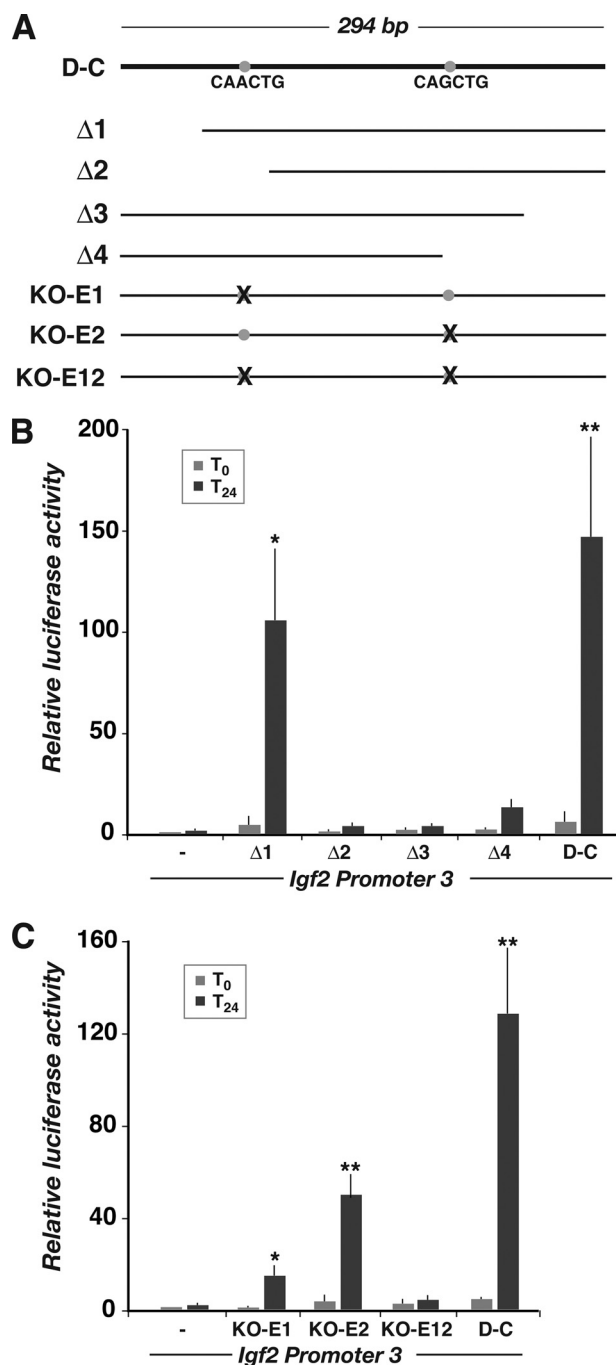 A
294 bp
D-C
CAACTG CAGCTG
Δ1
Δ2
Δ3
Δ4
KO-E1 X
KO-E2 X
KO-E12 X X
B
Relative luciferase activity
200
150
100
50
0
T0
T24
*
**
- Δ1 Δ2 Δ3 Δ4 D-C
Igf2 Promoter 3
C
Relative luciferase activity
160
120
80
40
0
T0
T24
*
**
**
- KO-E1 KO-E2 KO-E12 D-C
Igf2 Promoter 3